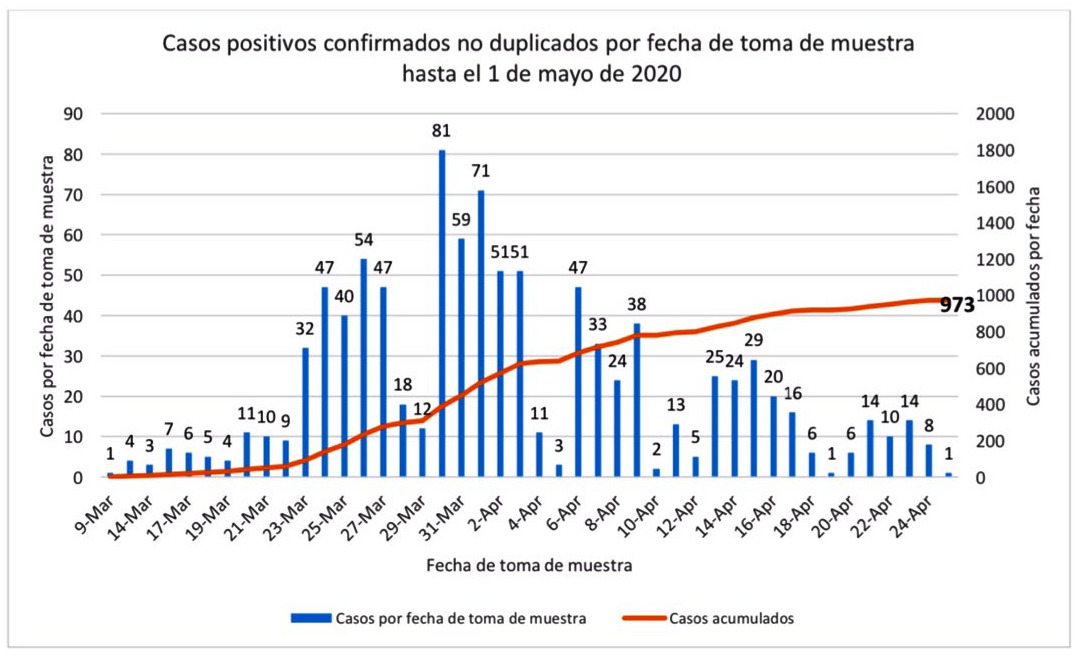 Casos positivos confirmados no duplicados por fecha de toma de muestra
hasta el 1 de mayo de 2020
Casos por fecha de toma de muestra
90
80
70
60
50
40
30
20
10
0
1 4 3 7 6 5 4 11 10 9 32 47 40 54 47 18 12 81 59 71 51 51 11 3 47 33 24 38 2 13 5 25 24 29 20 16 6 1 6 14 10 14 8 1
973
2000
1800
1600
1400
1200
1000
800
600
400
200
0
Casos acumulados por fecha
9-Mar 14-Mar 17-Mar 19-Mar 21-Mar 23-Mar 25-Mar 27-Mar 29-Mar 31-Mar 2-Apr 4-Apr 6-Apr 8-Apr 10-Apr 12-Apr 14-Apr 16-Apr 18-Apr 20-Apr 22-Apr 24-Apr
Fecha de toma de muestra
Casos por fecha de toma de muestra Casos acumulados